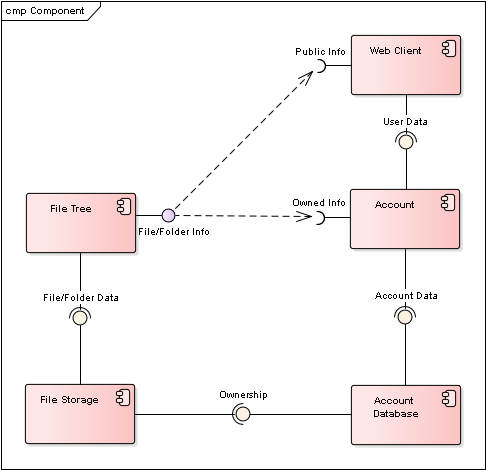 cmp Component
Public Info
Web Client
User Data
File Tree
Owned Info
Account
File/Folder Info
File/Folder Data
Account Data
File Storage
Ownership
Account
Database